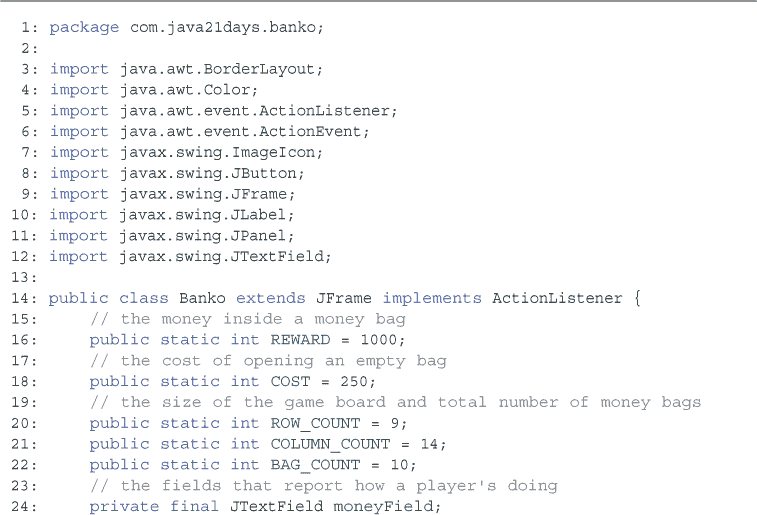 1: package com.java21days.banko;
2:
3: import java.awt.BorderLayout;
4: import java.awt.Color;
5: import java.awt.event.ActionListener;
6: import java.awt.event.ActionEvent;
7: import javax.swing.ImageIcon;
8: import javax.swing.JButton;
9: import javax.swing.JFrame;
10: import javax.swing.JLabel;
11: import javax.swing.JPanel;
12: import javax.swing.JTextField;
13:
14: public class Banko extends JFrame implements ActionListener {
15:     // the money inside a money bag
16:     public static int REWARD = 1000;
17:     // the cost of opening an empty bag
18:     public static int COST = 250;
19:     // the size of the game board and total number of money bags
20:     public static int ROW_COUNT = 9;
21:     public static int COLUMN_COUNT = 14;
22:     public static int BAG_COUNT = 10;
23:     // the fields that report how a player's doing
24:     private final JTextField moneyField;